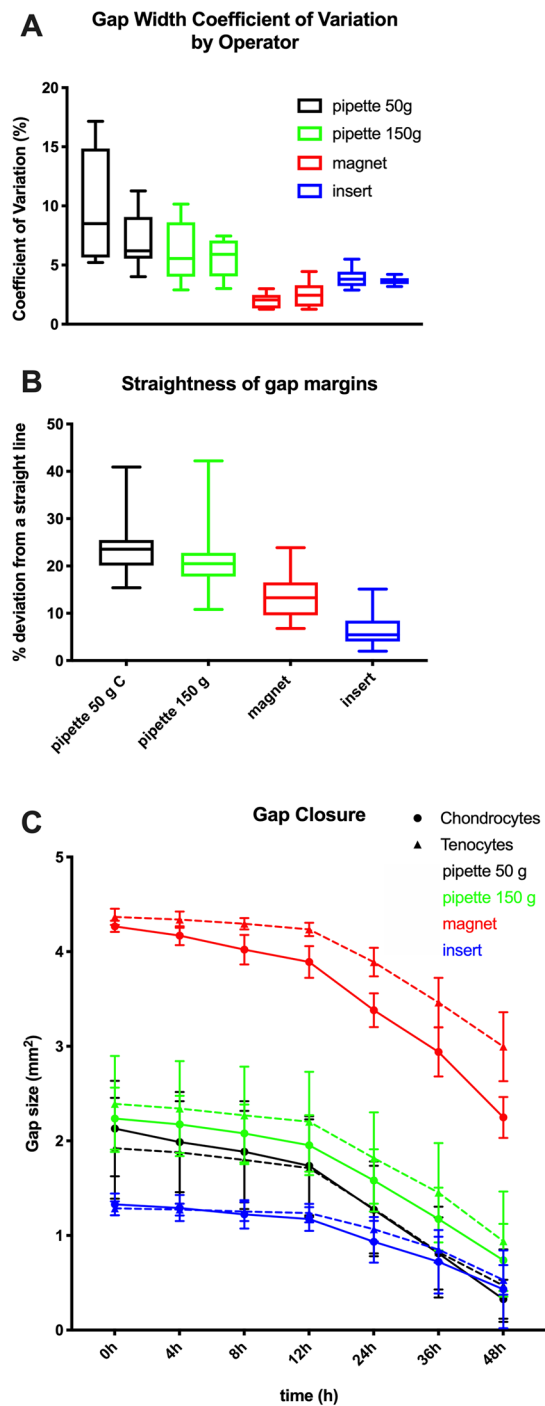 A
Gap Width Coefficient of Variation
by Operator
Coefficient of Variation (%)
20
15
10
5
0
pipette 50g
pipette 150g
magnet
insert
B
Straightness of gap margins
% deviation from a straight line
50
40
30
20
10
0
pipette 50 g C
pipette 150 g
magnet
insert
C
Gap Closure
Chondrocytes
Tenocytes
pipette 50 g
pipette 150 g
magnet
insert
Gap size (mm²)
5
4
3
2
1
0
0h
4h
8h
12h
24h
36h
48h
time (h)